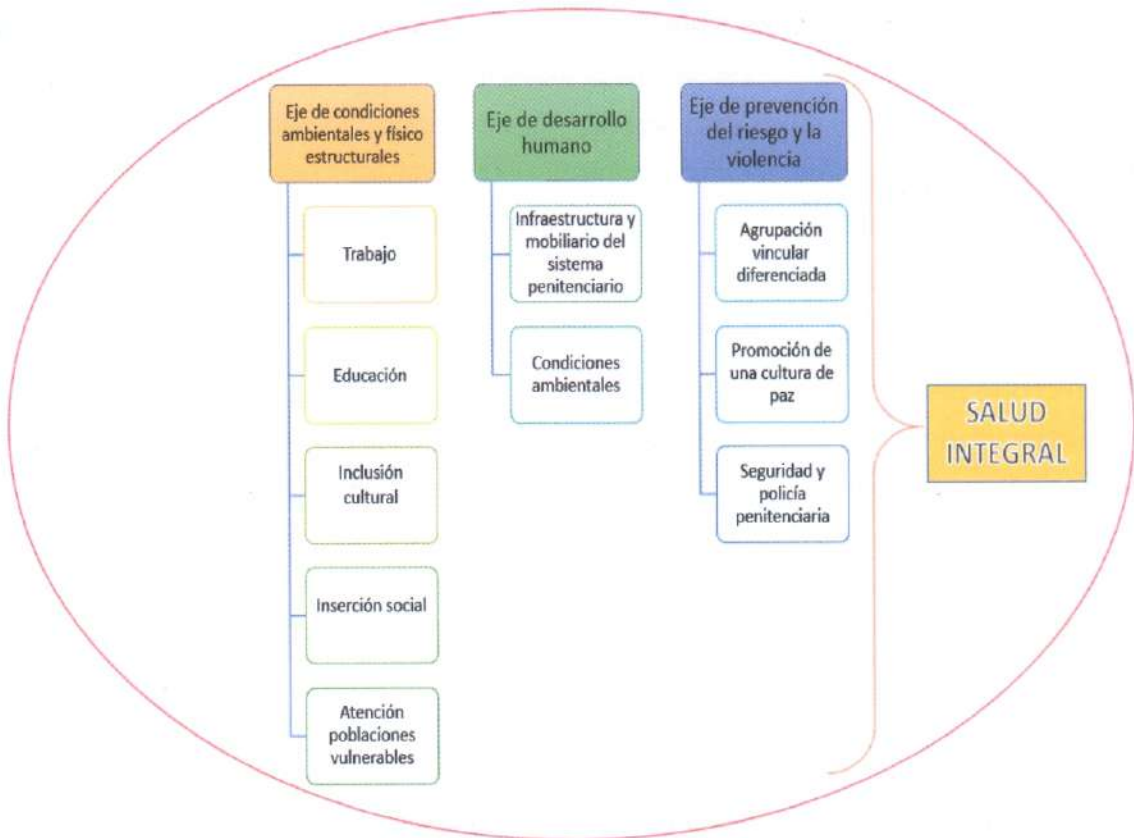 Eje de condiciones
ambientales y físico
estructurales
Trabajo
Educación
Inclusión
cultural
Inserción social
Atención
poblaciones
vulnerables
Eje de desarrollo
humano
Infraestructura y
mobiliario del
sistema
penitenciario
Condiciones
ambientales
Eje de prevención
del riesgo y la
violencia
Agrupación
vincular
diferenciada
Promoción de
una cultura de
paz
Seguridad y
policía
penitenciaria
SALUD
INTEGRAL